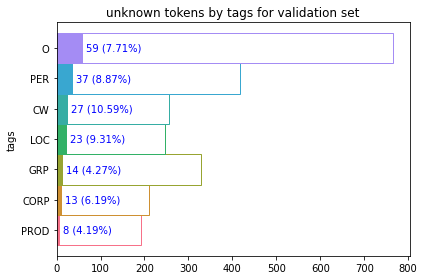 unknown tokens by tags for validation set
tags
O 59 (7.71%)
PER 37 (8.87%)
CW 27 (10.59%)
LOC 23 (9.31%)
GRP 14 (4.27%)
CORP 13 (6.19%)
PROD 8 (4.19%)
0 100 200 300 400 500 600 700 800